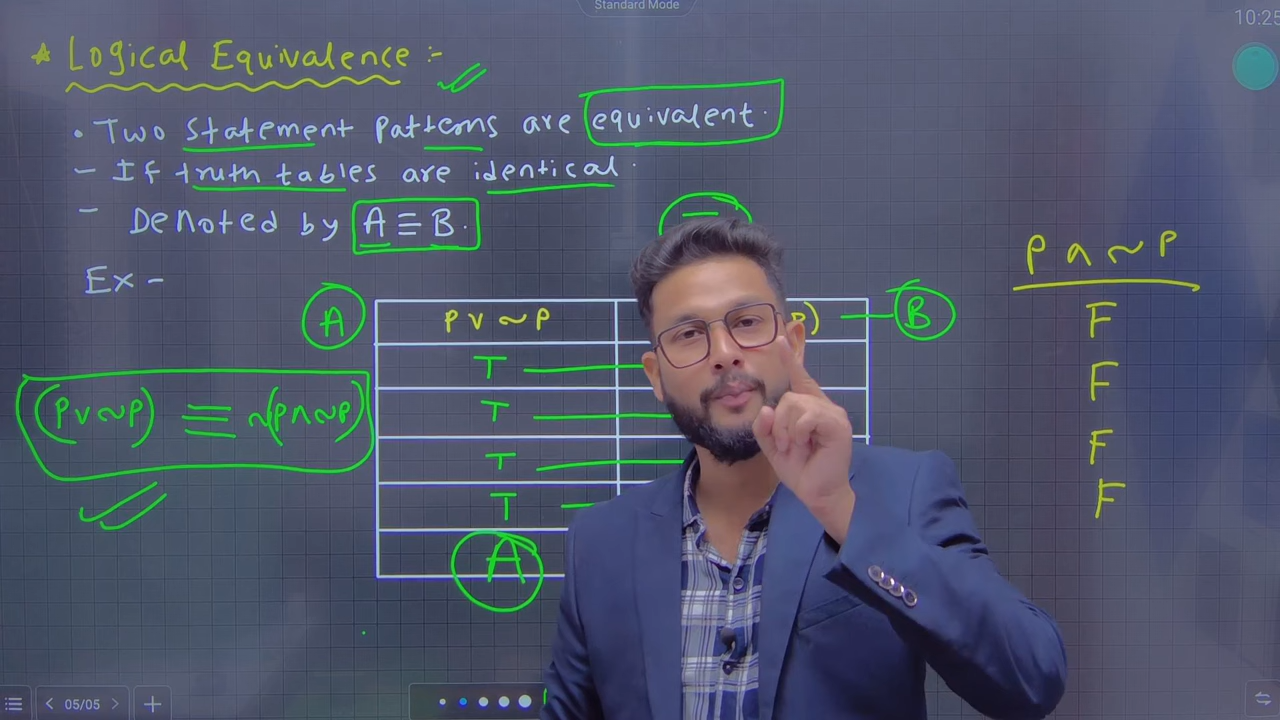 Standard Mode
10:25
* Logical Equivalence :-
• Two statement patterns are equivalent.
- If truth tables are identical.
- Denoted by A ≡ B.
Ex -
P ∧ ~ P
F
F
F
F
A
P ∨ ~ P
P)
B
T
T
T
T
A
(P ∨ ~P) ≡ ~(P ∧ ~P)
05/05